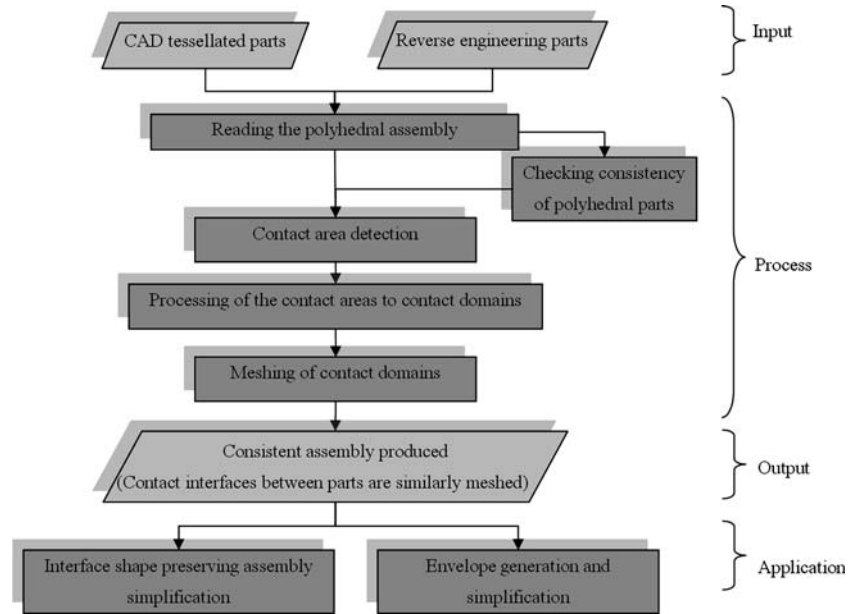 CAD tessellated parts
Reverse engineering parts
Input
Reading the polyhedral assembly
Checking consistency
of polyhedral parts
Contact area detection
Process
Processing of the contact areas to contact domains
Meshing of contact domains
Consistent assembly produced
(Contact interfaces between parts are similarly meshed)
Output
Interface shape preserving assembly
simplification
Envelope generation and
simplification
Application